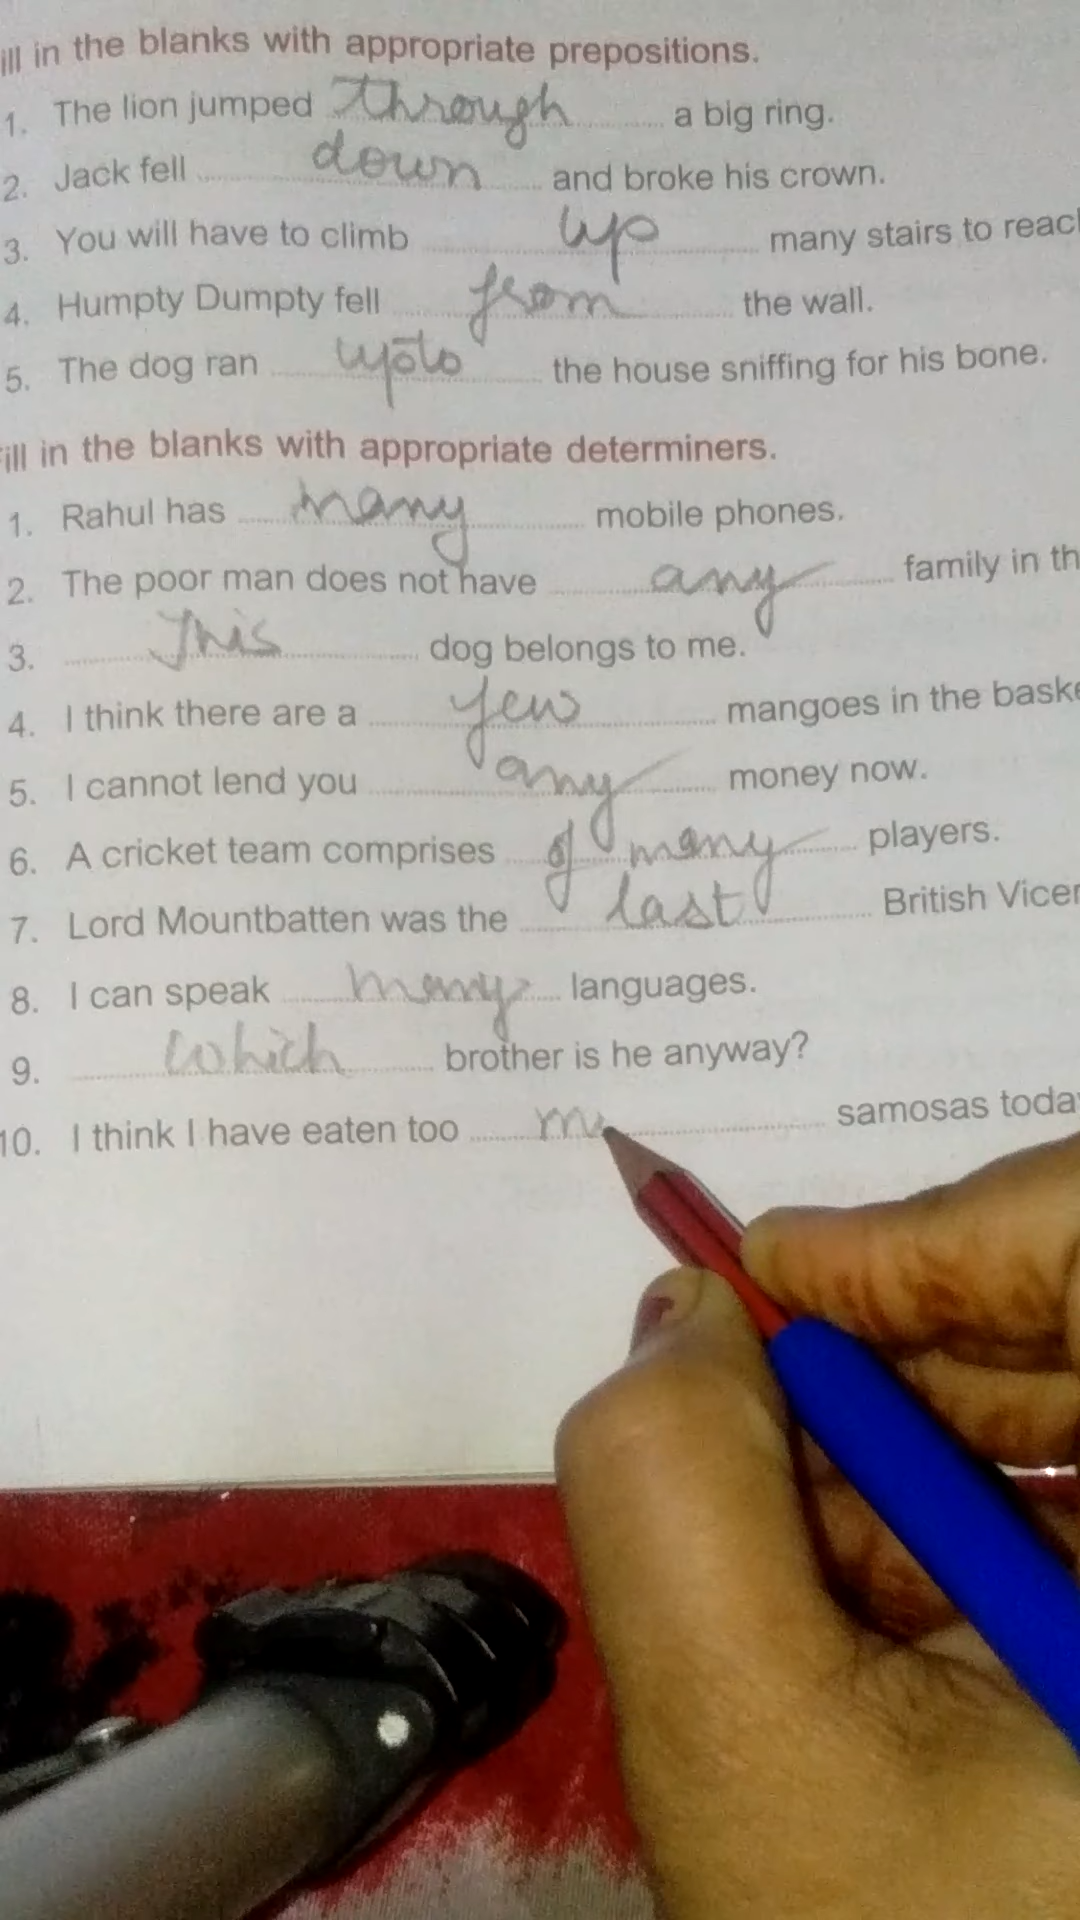 ill in the blanks with appropriate prepositions.
1. The lion jumped through a big ring.
2. Jack fell down and broke his crown.
3. You will have to climb up many stairs to reach
4. Humpty Dumpty fell from the wall.
5. The dog ran upto the house sniffing for his bone.
ill in the blanks with appropriate determiners.
1. Rahul has many mobile phones.
2. The poor man does not have any family in th
3. This dog belongs to me.
4. I think there are a few mangoes in the baske
5. I cannot lend you any money now.
6. A cricket team comprises of many players.
7. Lord Mountbatten was the last British Vicer
8. I can speak many languages.
9. which brother is he anyway?
10. I think I have eaten too m samosas toda